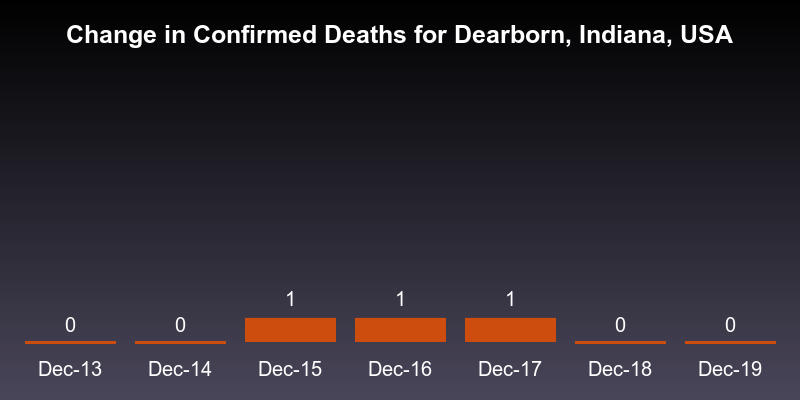 Change in Confirmed Deaths for Dearborn, Indiana, USA
0 0 1 1 1 0 0
Dec-13 Dec-14 Dec-15 Dec-16 Dec-17 Dec-18 Dec-19